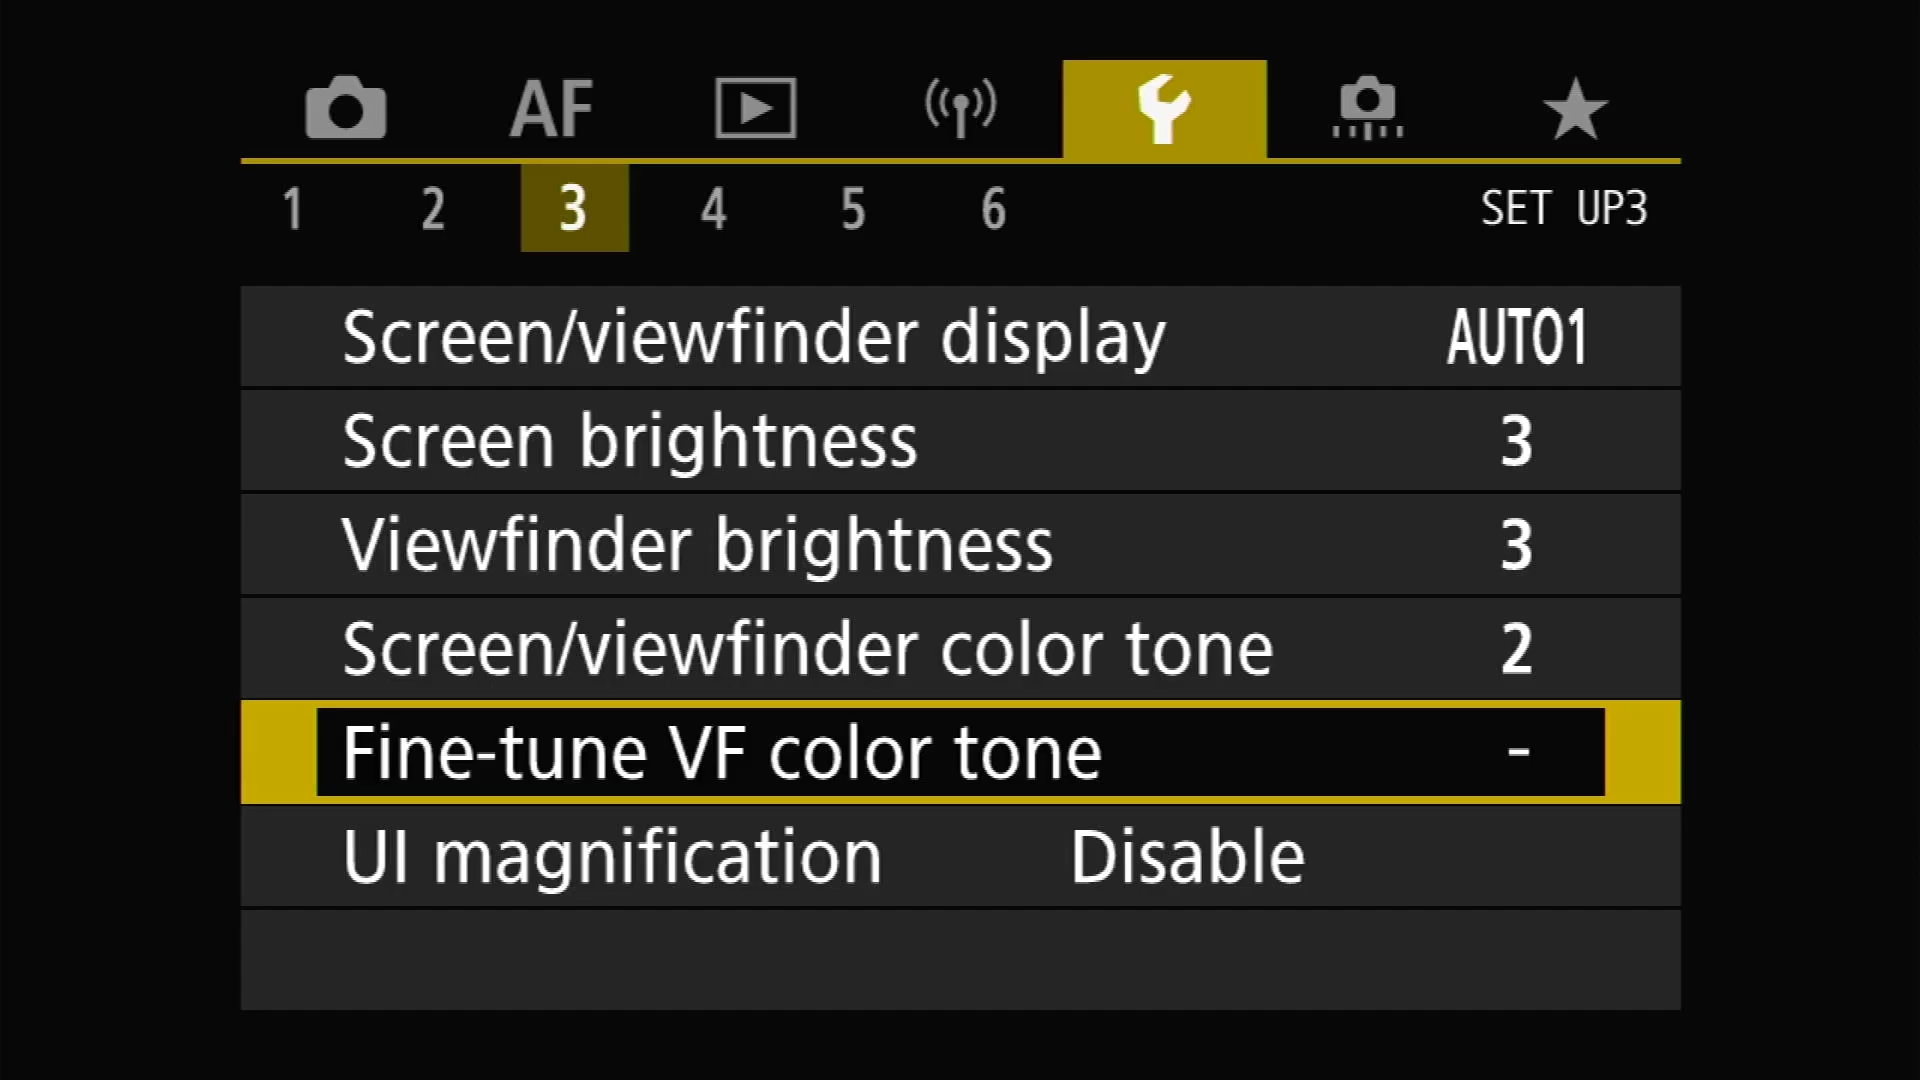 AF
1 2 3 4 5 6 SET UP3
Screen/viewfinder display AUTO1
Screen brightness 3
Viewfinder brightness 3
Screen/viewfinder color tone 2
Fine-tune VF color tone -
UI magnification Disable